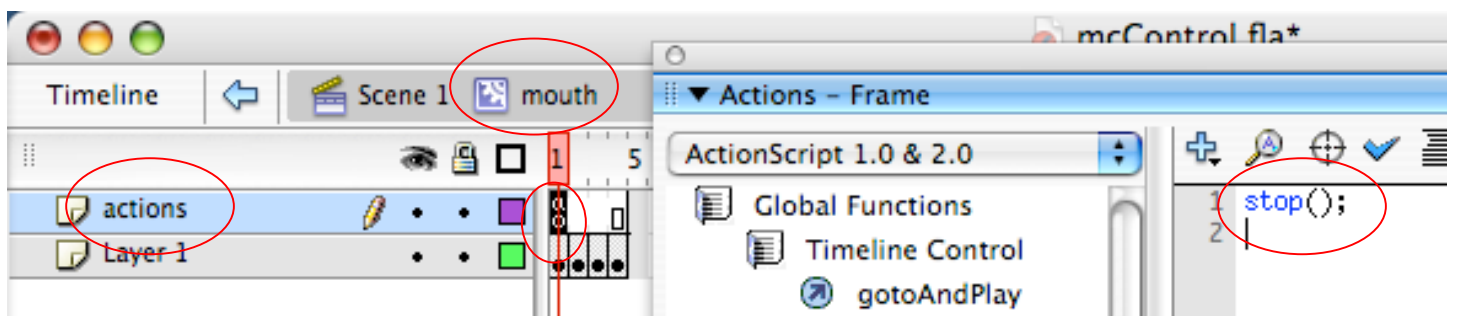 mcControl.fla*
Timeline Scene 1 mouth
Actions – Frame
1 5
ActionScript 1.0 & 2.0
actions
Layer 1
Global Functions
Timeline Control
gotoAndPlay
1 stop();
2